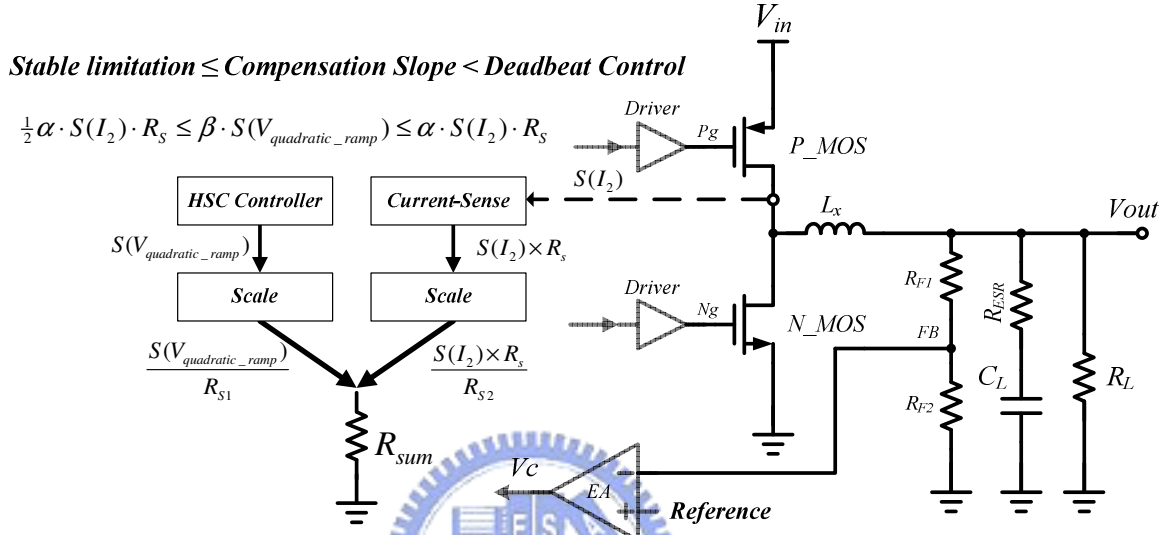 Stable limitation ≤ Compensation Slope < Deadbeat Control
½ α · S(I₂) · R_S ≤ β · S(V_quadratic_ramp) ≤ α · S(I₂) · R_S
HSC Controller
Current-Sense
S(I₂)
S(V_quadratic_ramp)
S(I₂)×R_s
Scale
Scale
S(V_quadratic_ramp)
R_S1
S(I₂)×R_s
R_S2
R_sum
V_in
Driver
Pg
P_MOS
L_x
Vout
Driver
Ng
N_MOS
R_F1
FB
R_F2
R_ESR
C_L
R_L
Vc
EA
-
+
Reference
ES